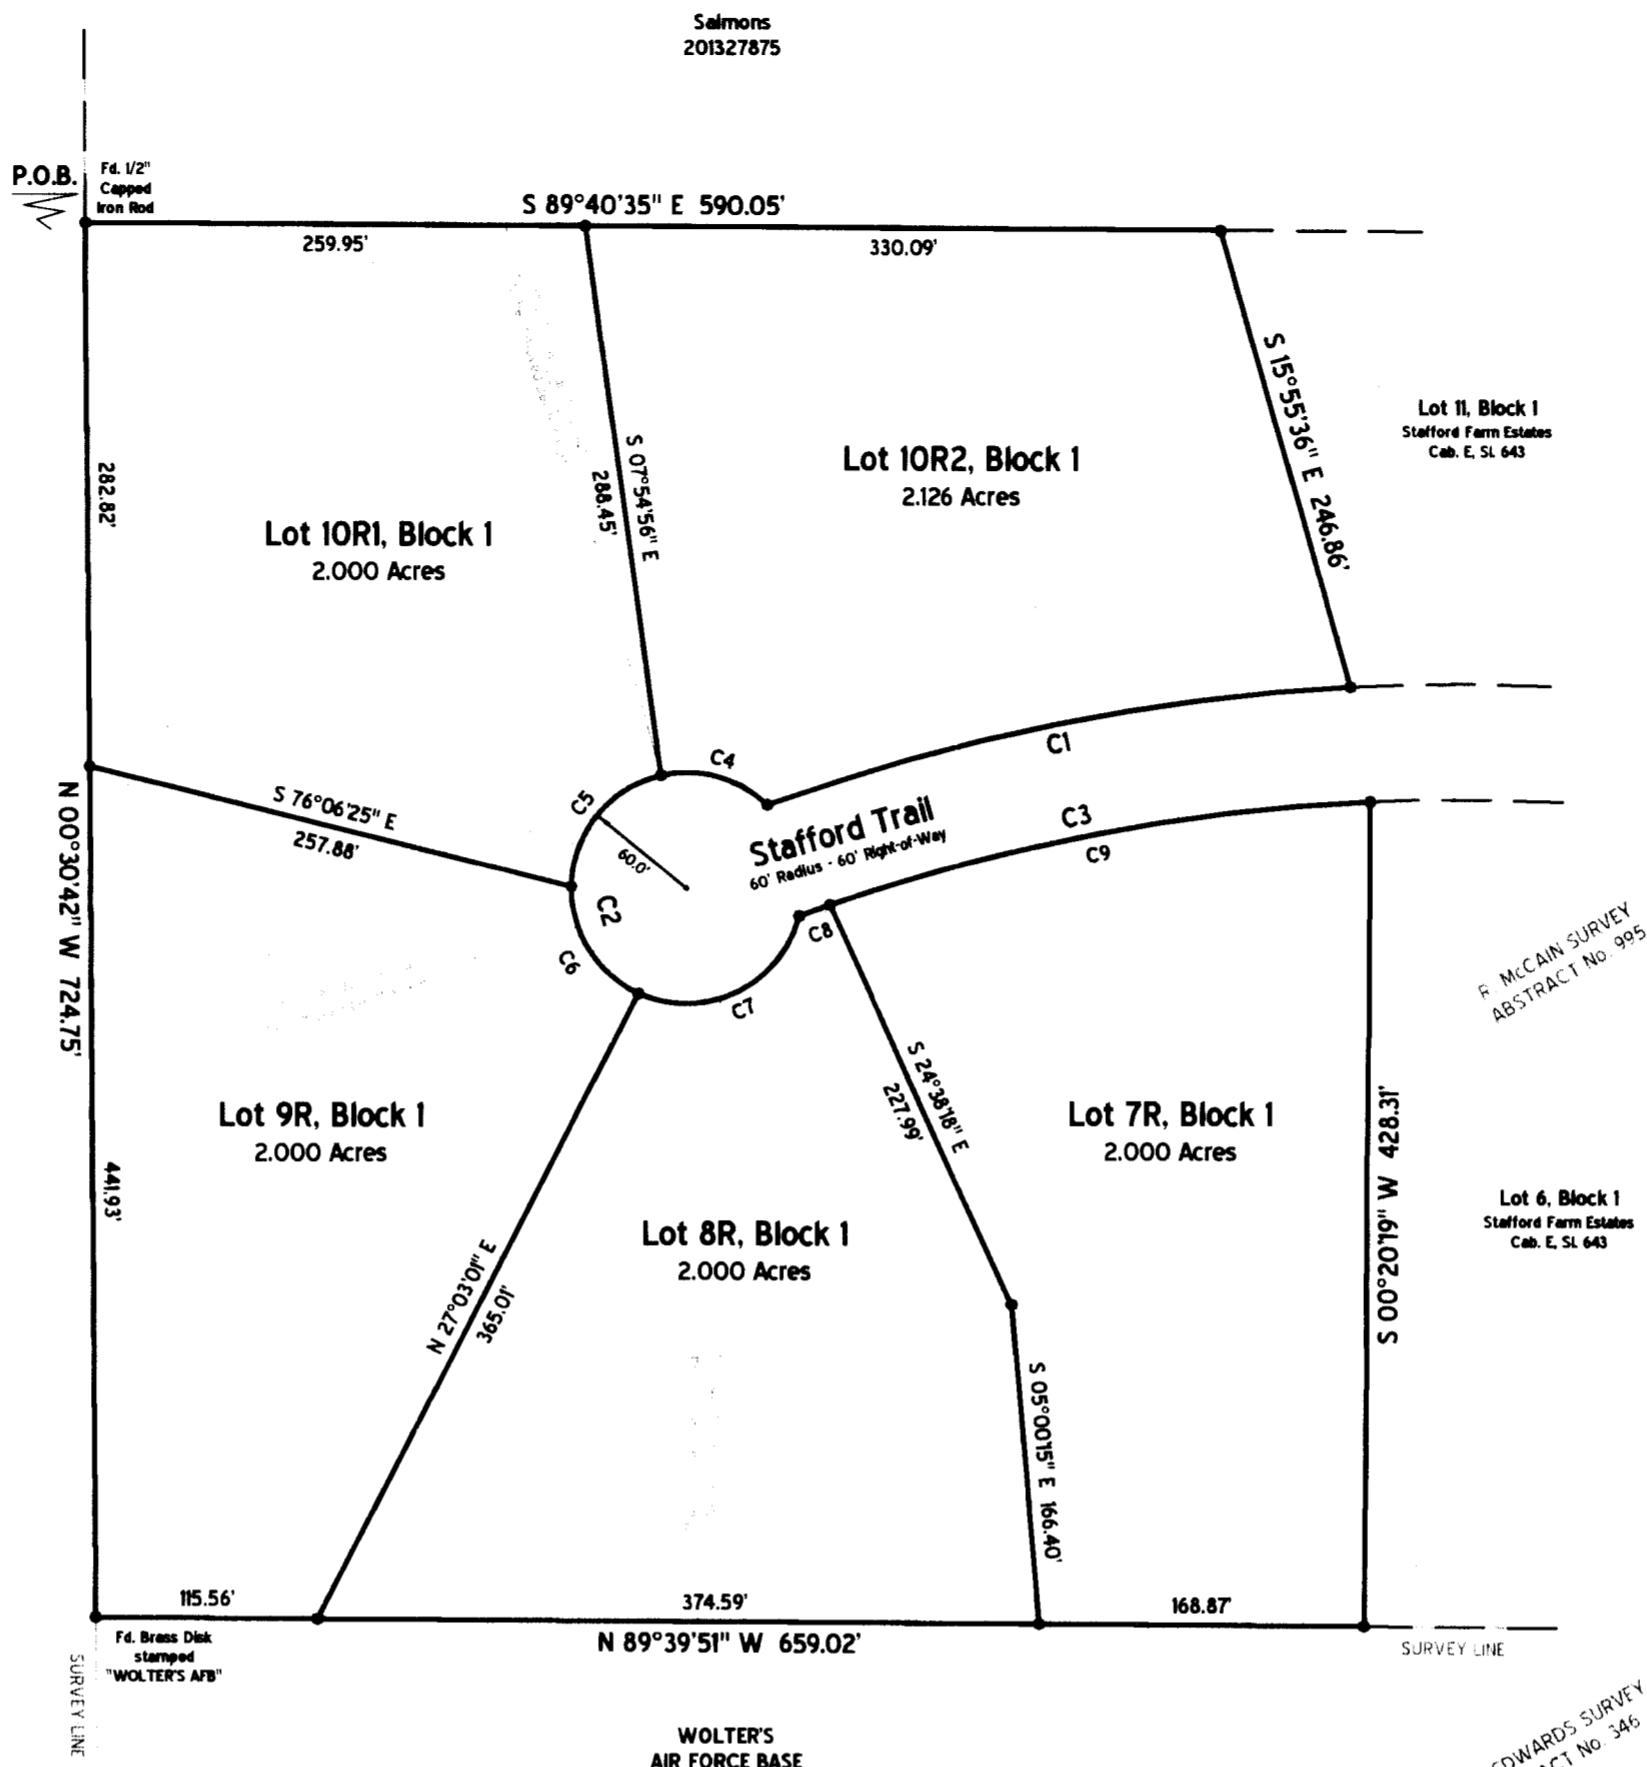 Salmons
201327875
P.O.B.
Fd. 1/2"
Capped
Iron Rod
S 89°40'35" E 590.05'
259.95'
330.09'
S 15°55'36" E 246.86'
Lot 11, Block 1
Stafford Farm Estates
Cab. E, SL 643
S 07°54'56" E
288.45'
Lot 10R2, Block 1
2.126 Acres
282.82'
Lot 10R1, Block 1
2.000 Acres
C1
C4
C5
S 76°06'25" E
257.88'
N 00°30'42" W 724.75'
Stafford Trail
60' Radius - 60' Right-of-Way
60.0'
C3
C9
C2
C8
C6
C7
R. McCAIN SURVEY
ABSTRACT No. 995
S 24°38'18" E
227.99'
Lot 9R, Block 1
2.000 Acres
Lot 7R, Block 1
2.000 Acres
S 00°20'19" W 428.31'
441.93'
Lot 6, Block 1
Stafford Farm Estates
Cab. E, SL 643
Lot 8R, Block 1
2.000 Acres
N 27°03'01" E
365.01'
S 05°00'15" E 166.40'
115.56'
374.59'
168.87'
N 89°39'51" W 659.02'
Fd. Brass Disk
stamped
"WOLTER'S AFB"
SURVEY LINE
SURVEY LINE
EDWARDS SURVEY
No. 346
WOLTER'S
AIR FORCE BASE